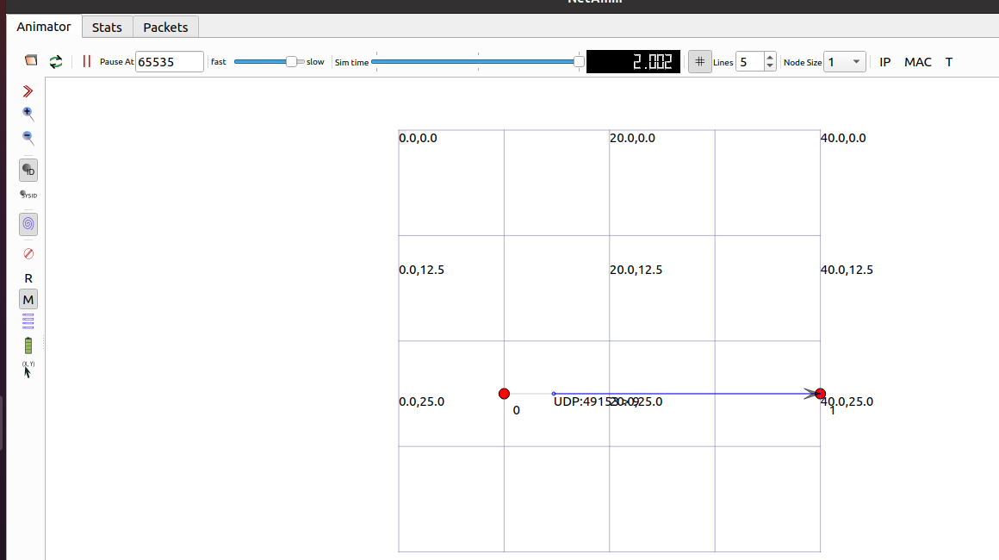 NetAnim
Animator Stats Packets
Pause At 65535 fast slow Sim time 2.002 # Lines 5 Node Size 1 IP MAC T
ID
SYSID
R
M
(X, Y)
0.0,0.0 20.0,0.0 40.0,0.0
0.0,12.5 20.0,12.5 40.0,12.5
0.0,25.0 20.0,25.0 40.0,25.0
0 1